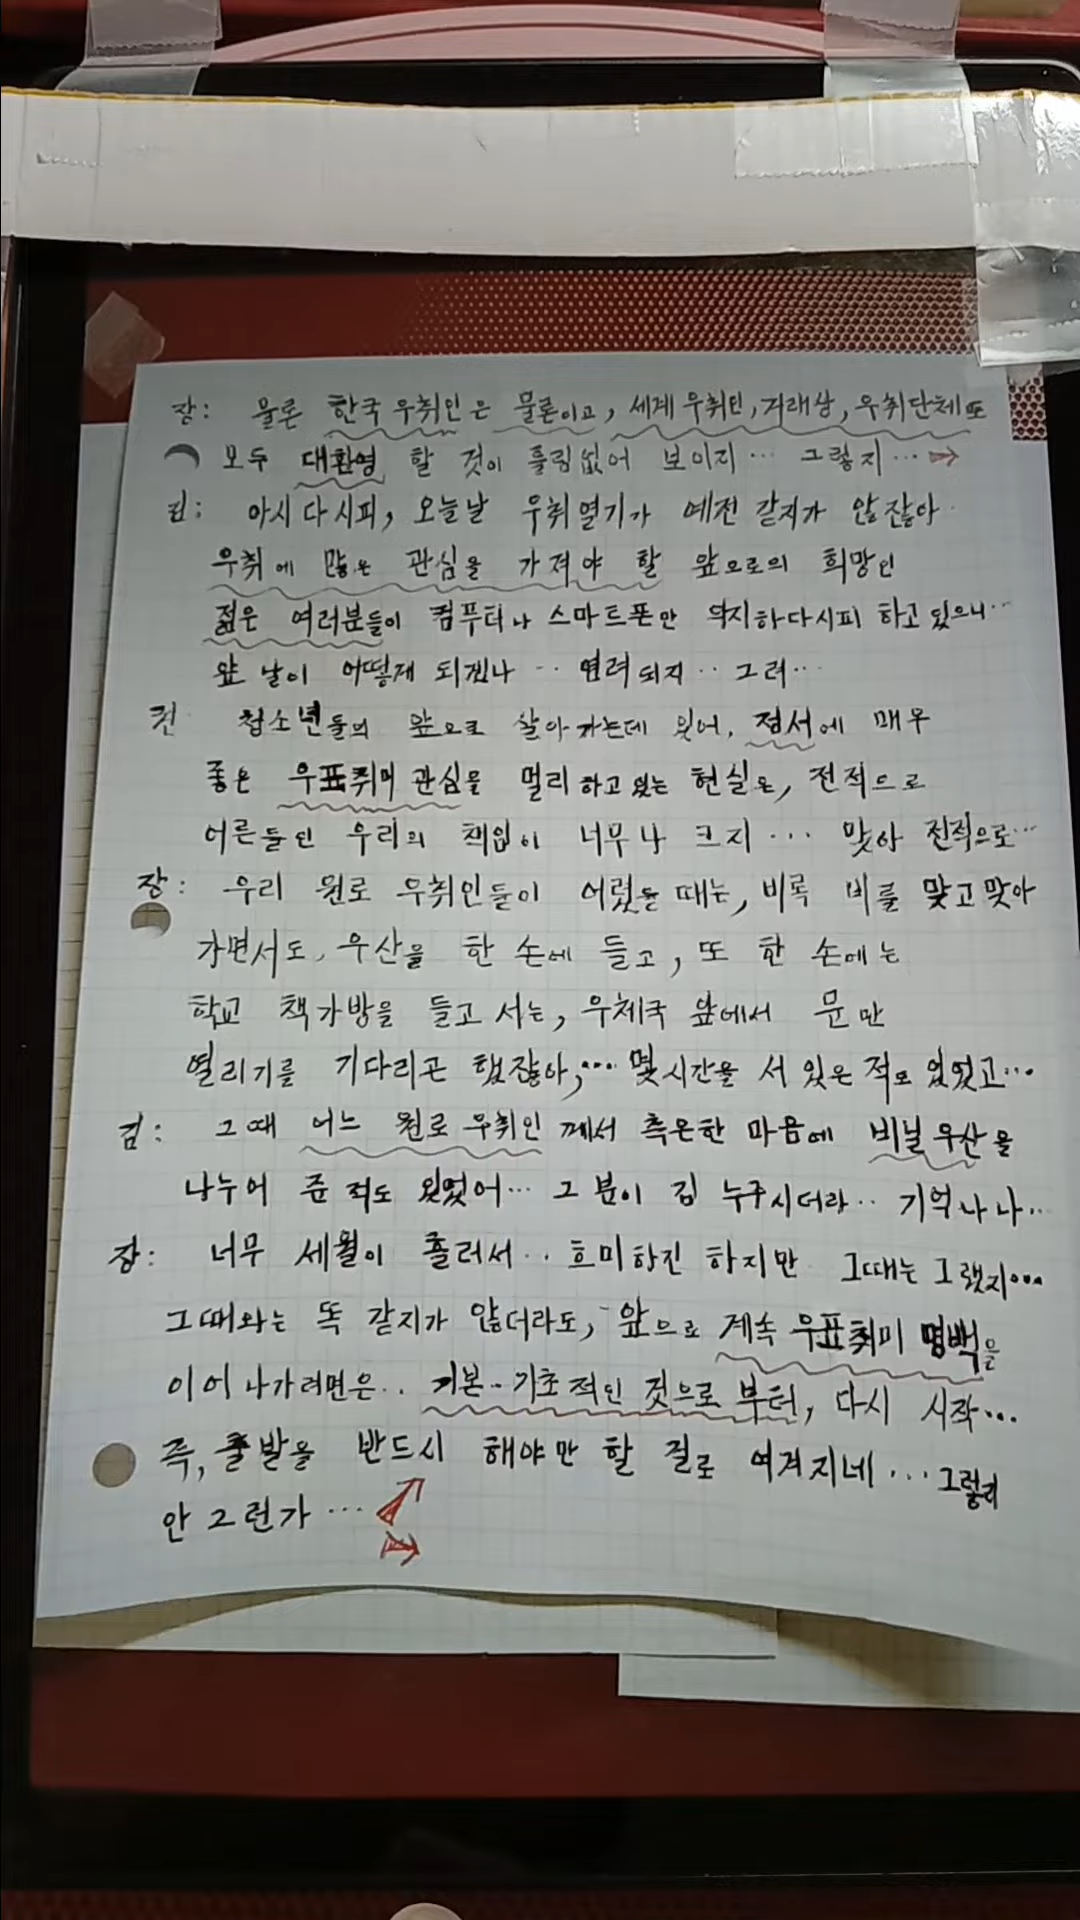 장: 물론 한국우취인은 물론이고, 세계우취인, 거래상, 우취단체또
모두 대환영 할 것이 틀림없어 보이지… 그렇지…
아시다시피, 오늘날 우취열기가 예전 같지가 않잖아
우취에 많은 관심을 가져야 할 앞으로의 희망인
젊은 여러분들이 컴푸터나 스마트폰만 하다시피 하고 있으니…
앞 날이 어떻게 되겠나 ‥ 염려되지 ‥ 그려…
청소년들의 앞으로 살아가는데 있어, 정서에 매우
좋은 우표취미 관심을 멀리하고 있는 현실은, 전적으로
어른들인 우리의 책임이 너무나 크지… 맞아 전적으로…
장: 우리 원로 우취인들이 어렸을 때는, 비록 비를 맞고 맞아
가면서도, 우산을 한 손에 들고, 또 한 손에는
학교 책가방을 들고 서는, 우체국 앞에서 문만
열리기를 기다리곤 했잖아,… 몇시간을 서 있은 적도 있었고…
김: 그때 어느 원로 우취인께서 측은한 마음에 비닐우산을
나누어 준 적도 있었어… 그 분이 김 누구시더라‥ 기억나나‥
장: 너무 세월이 흘러서‥ 흐미하긴 하지만 그때는 그랬지…
그때와는 똑 같지가 않더라도, 앞으로 계속 우표취미 명백을
이어 나가려면은‥ 기본‥기초적인 것으로 부터, 다시 시작…
즉, 출발을 반드시 해야만 할 걸로 여겨지네… 그렇치
안 그런가…